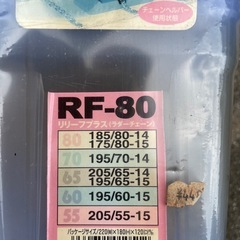 チェーンヘルパー
使用状態
RF-80
リリーフプラス(ラダーチェーン)
80 185/80-14
175/80-15
70 195/70-14
65 205/65-14
195/65-15
60 195/60-15
55 205/55-15
パッケージサイズ/220W×180H×120D㎜